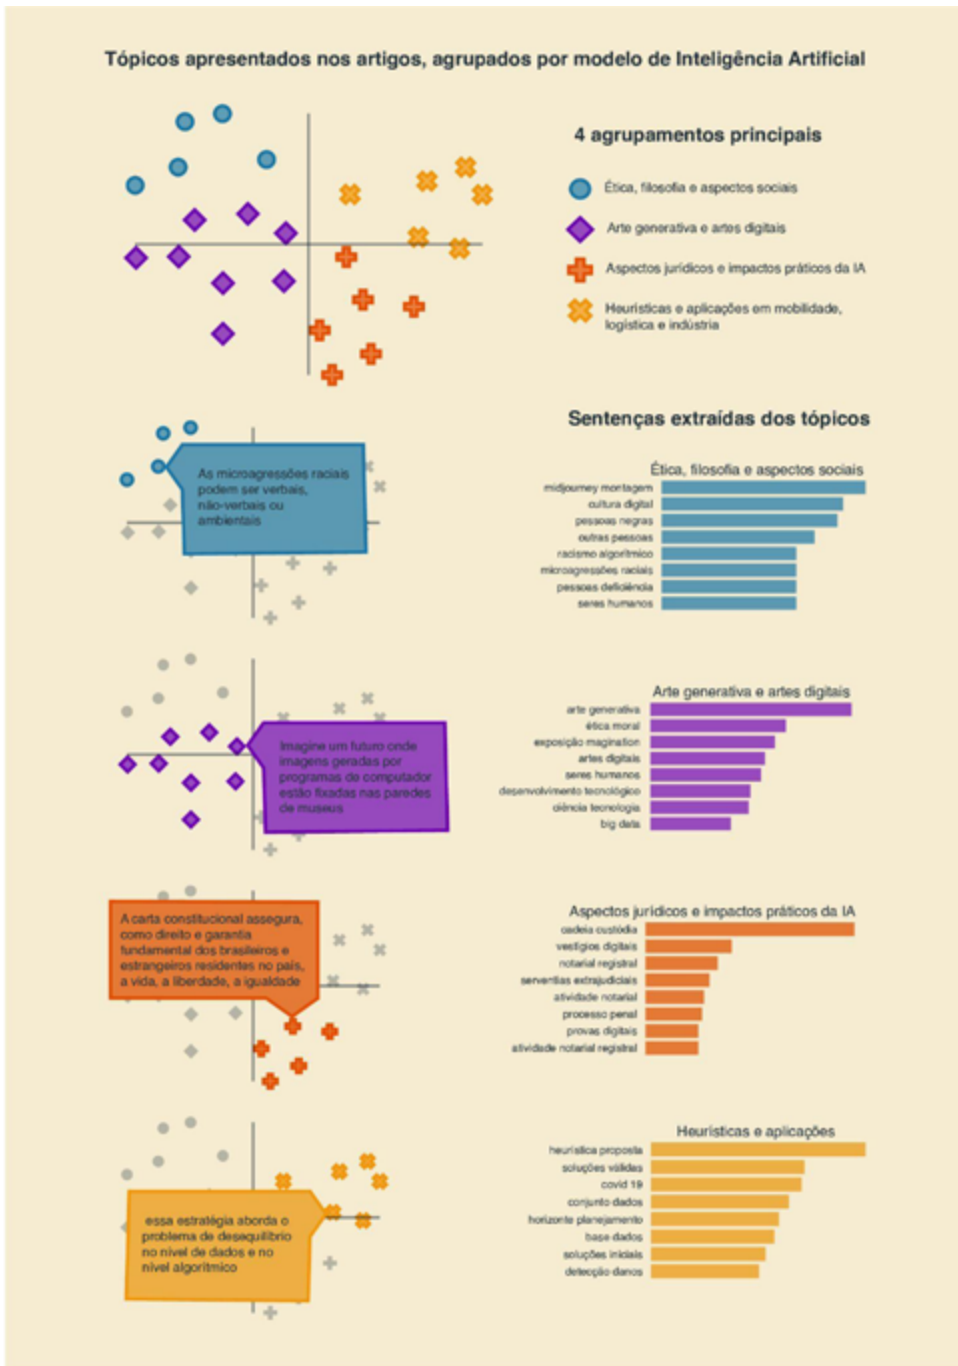 Tópicos apresentados nos artigos, agrupados por modelo de Inteligência Artificial
4 agrupamentos principais
Ética, filosofia e aspectos sociais
Arte generativa e artes digitais
Aspectos jurídicos e impactos práticos da IA
Heurísticas e aplicações em mobilidade,
logística e indústria
Sentenças extraídas dos tópicos
As microagressões raciais
podem ser verbais,
não-verbais ou
ambientais
Ética, filosofia e aspectos sociais
midjourney montagem
cultura digital
pessoas negras
outras pessoas
racismo algorítmico
microagressões raciais
pessoas deficiência
seres humanos
Imagine um futuro onde
imagens geradas por
programas de computador
estão fixadas nas paredes
de museus
Arte generativa e artes digitais
arte generativa
ética moral
exposição magination
artes digitais
seres humanos
desenvolvimento tecnológico
ciência tecnologia
big data
A carta constitucional assegura,
como direito e garantia
fundamental dos brasileiros e
estrangeiros residentes no país,
a vida, a liberdade, a igualdade
Aspectos jurídicos e impactos práticos da IA
cadeia custódia
vestígios digitais
notarial registral
serventias extrajudiciais
atividade notarial
processo penal
provas digitais
atividade notarial registral
essa estratégia aborda o
problema de desequilíbrio
no nível de dados e no
nível algorítmico
Heurísticas e aplicações
heurística proposta
soluções válidas
covid 19
conjunto dados
horizonte planejamento
base dados
soluções iniciais
detecção danos